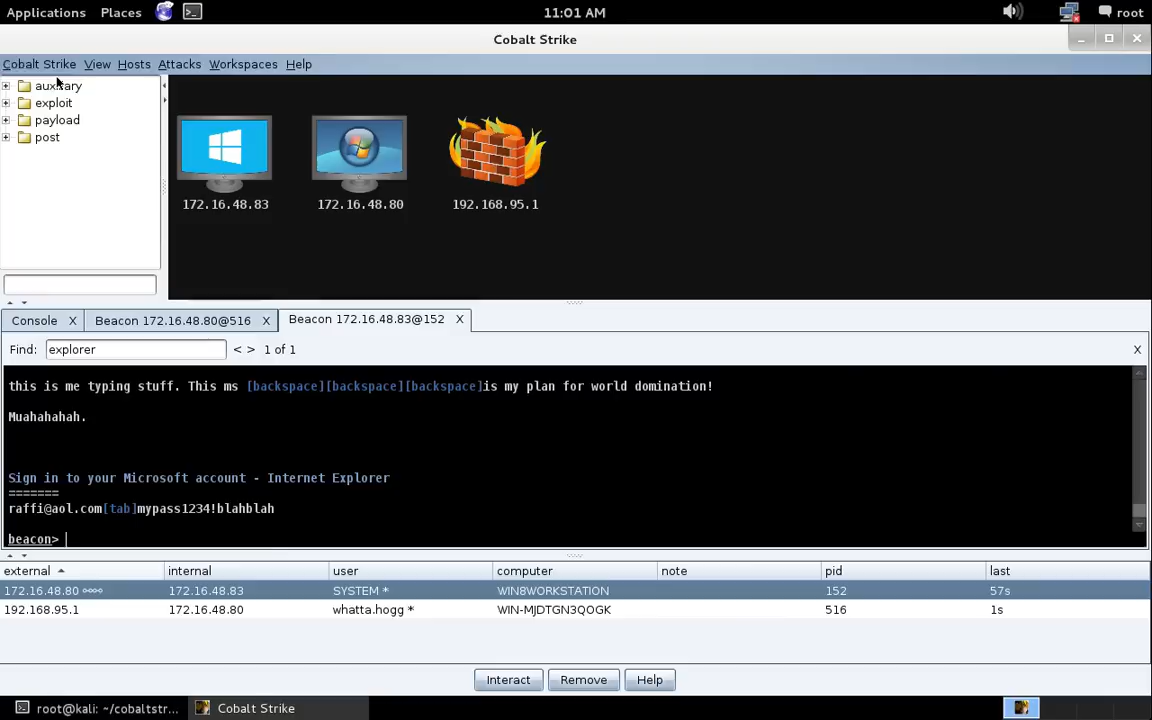 Applications Places 11:01 AM root
Cobalt Strike
Cobalt Strike View Hosts Attacks Workspaces Help
auxiliary
exploit
payload
post
172.16.48.83 172.16.48.80 192.168.95.1
Console X Beacon 172.16.48.80@516 X Beacon 172.16.48.83@152 X
Find: explorer < > 1 of 1 X
this is me typing stuff. This ms [backspace][backspace][backspace]is my plan for world domination!
Muahahahah.
Sign in to your Microsoft account - Internet Explorer
=======
raffi@aol.com[tab]mypass1234!blahblah
beacon>
external internal user computer note pid last
172.16.48.80 172.16.48.83 SYSTEM * WIN8WORKSTATION 152 57s
192.168.95.1 172.16.48.80 whatta.hogg * WIN-MJDTGN3QOGK 516 1s
Interact Remove Help
root@kali: ~/cobaltstr... Cobalt Strike